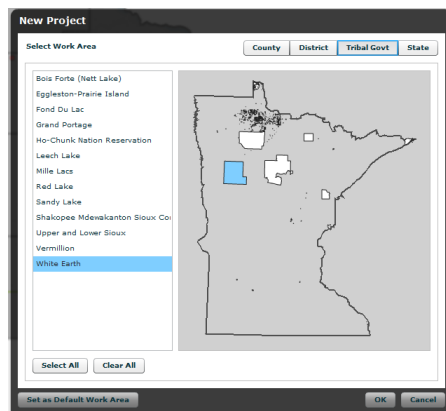 New Project
Select Work Area
County District Tribal Govt State
Bois Forte (Nett Lake)
Eggleston-Prairie Island
Fond Du Lac
Grand Portage
Ho-Chunk Nation Reservation
Leech Lake
Mille Lacs
Red Lake
Sandy Lake
Shakopee Mdewakanton Sioux Co
Upper and Lower Sioux
Vermillion
White Earth
Select All Clear All
Set as Default Work Area OK Cancel